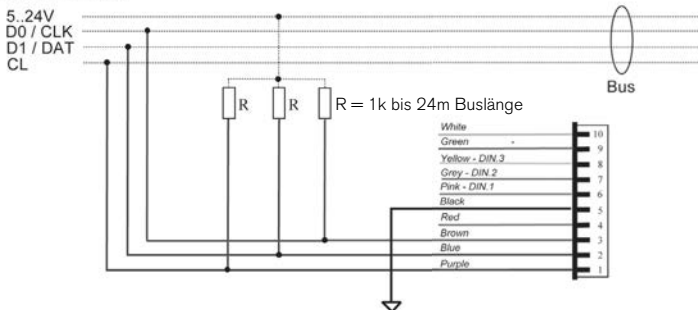 5..24V
D0 / CLK
D1 / DAT
CL
Bus
R
R
R = 1k bis 24m Buslänge
White
10
Green
9
Yellow - DIN.3
8
Grey - DIN.2
7
Pink - DIN.1
6
Black
5
Red
4
Brown
3
Blue
2
Purple
1